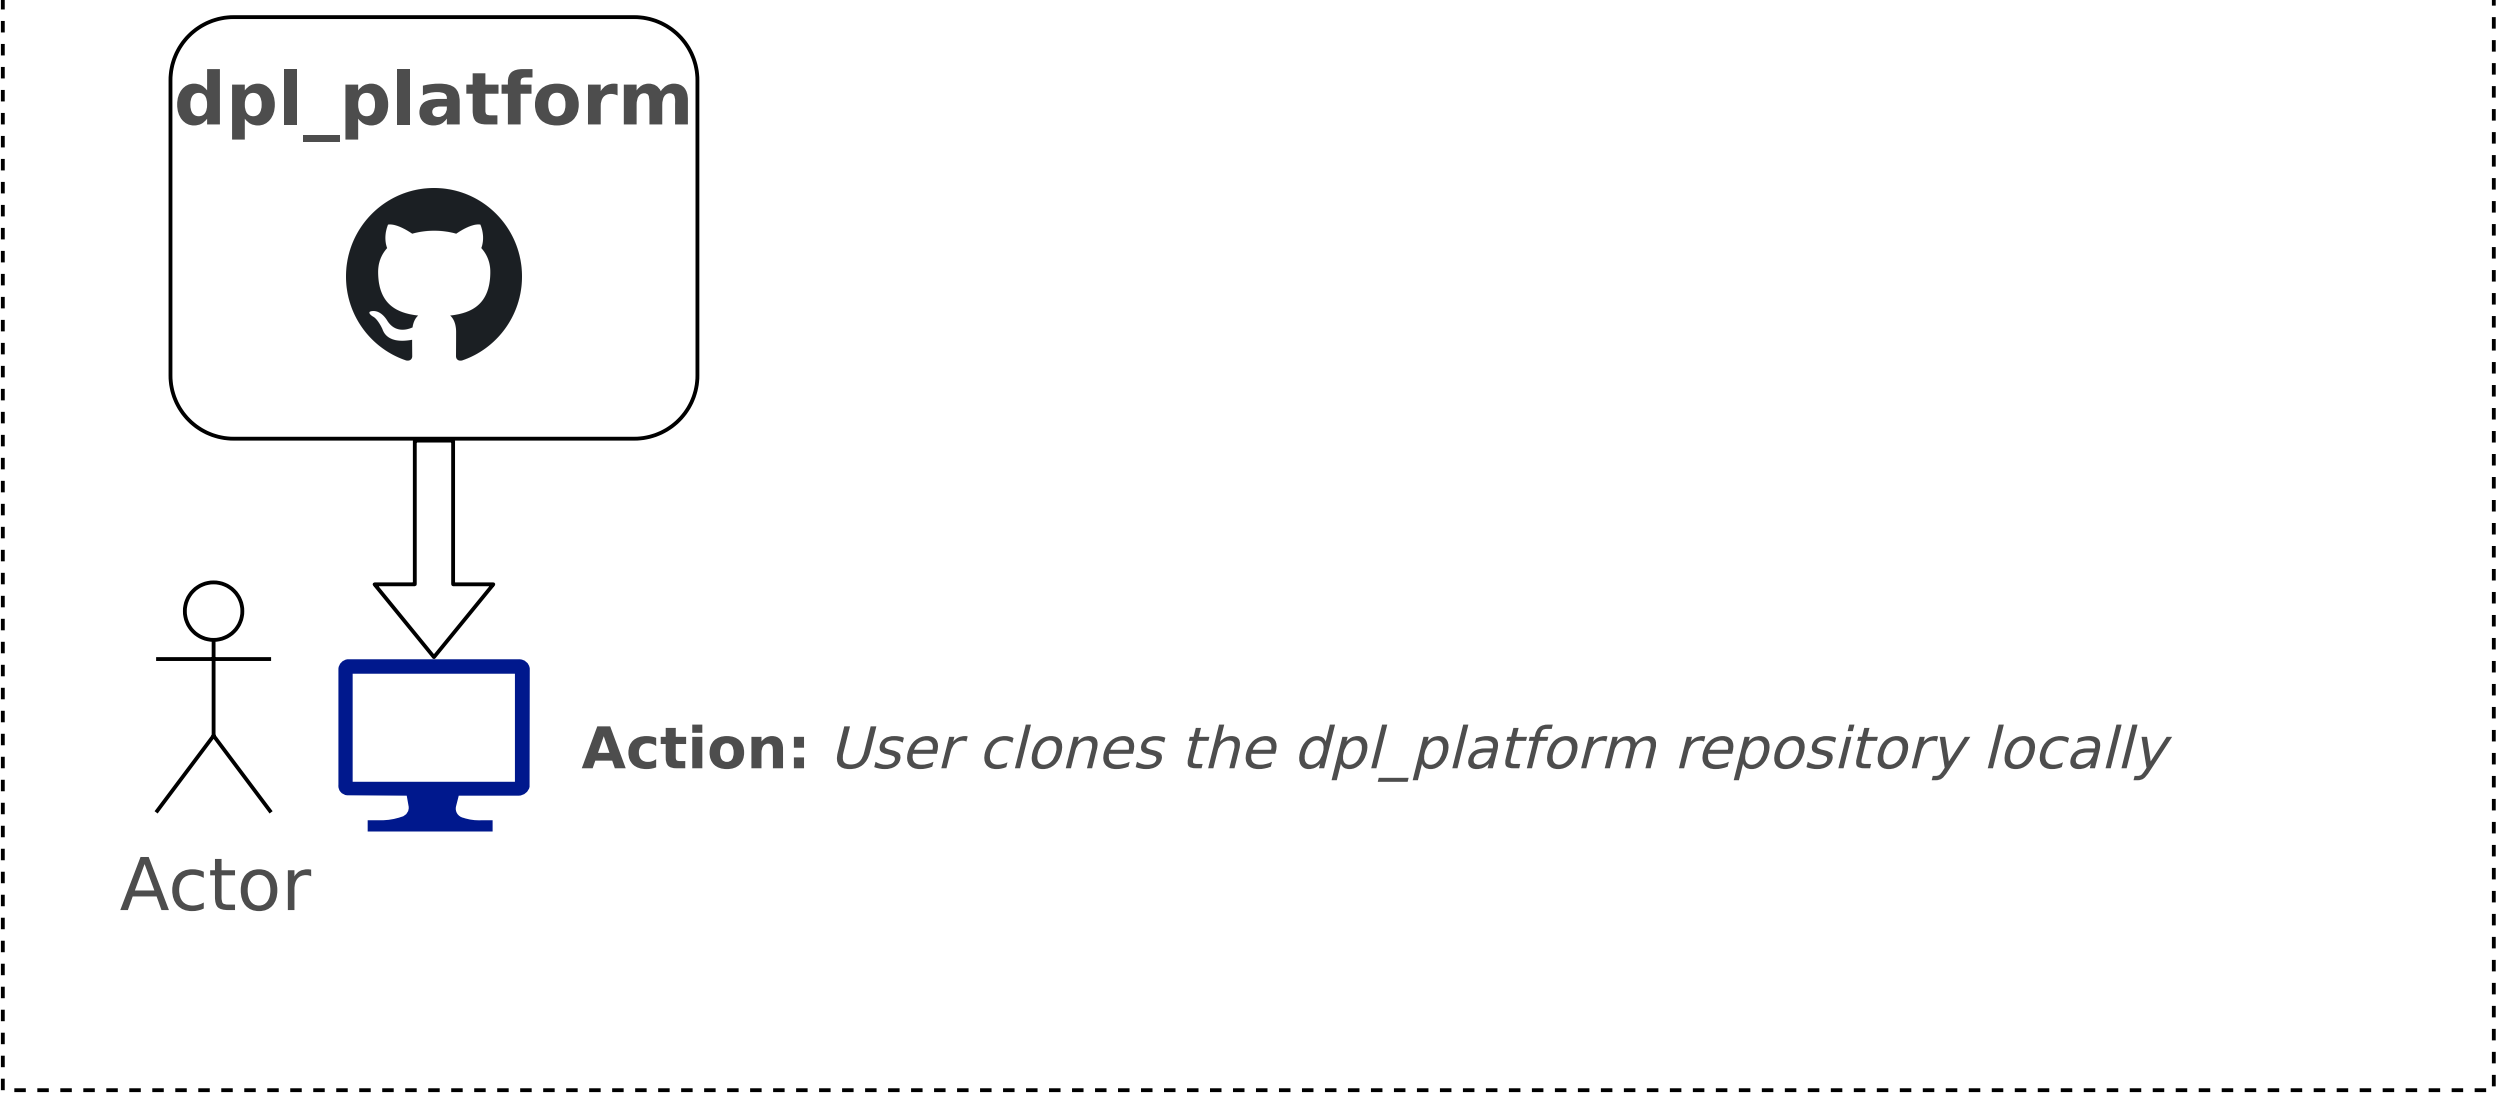 dpl_platform
Action: User clones the dpl_platform repository locally
Actor